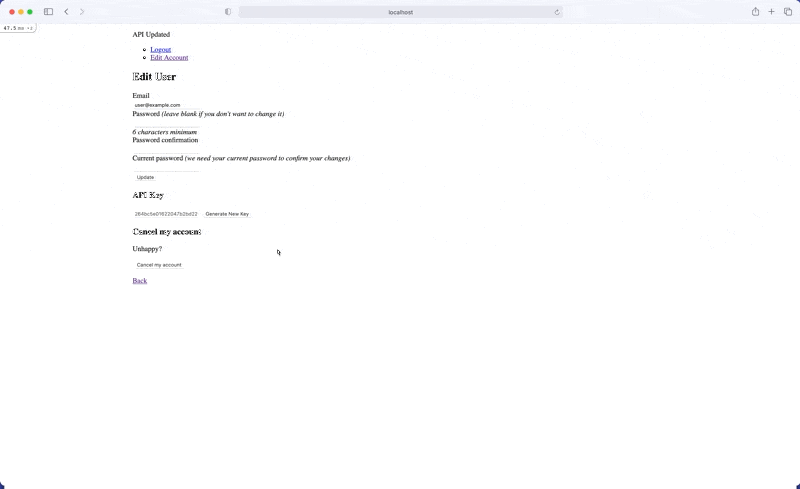 localhost
47.5 ms ×2
API Updated
Logout
Edit Account
Edit User
Email
user@example.com
Password (leave blank if you don't want to change it)
6 characters minimum
Password confirmation
Current password (we need your current password to confirm your changes)
Update
API Key
Generate New Key
Cancel my account
Unhappy?
Cancel my account
Back